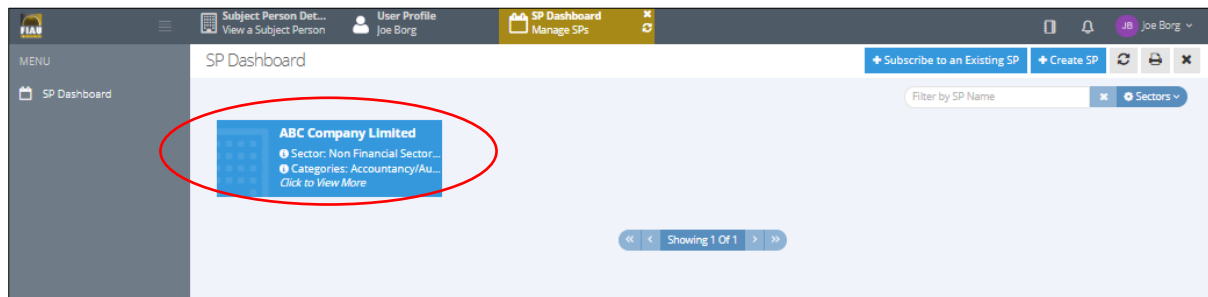 FIAU
Subject Person Det...
View a Subject Person
User Profile
Joe Borg
SP Dashboard
Manage SPs
JB Joe Borg
MENU
SP Dashboard
SP Dashboard
Subscribe to an Existing SP
Create SP
Filter by SP Name
Sectors
ABC Company Limited
Sector: Non Financial Sector...
Categories: Accountancy/Au...
Click to View More
« < Showing 1 Of 1 > »